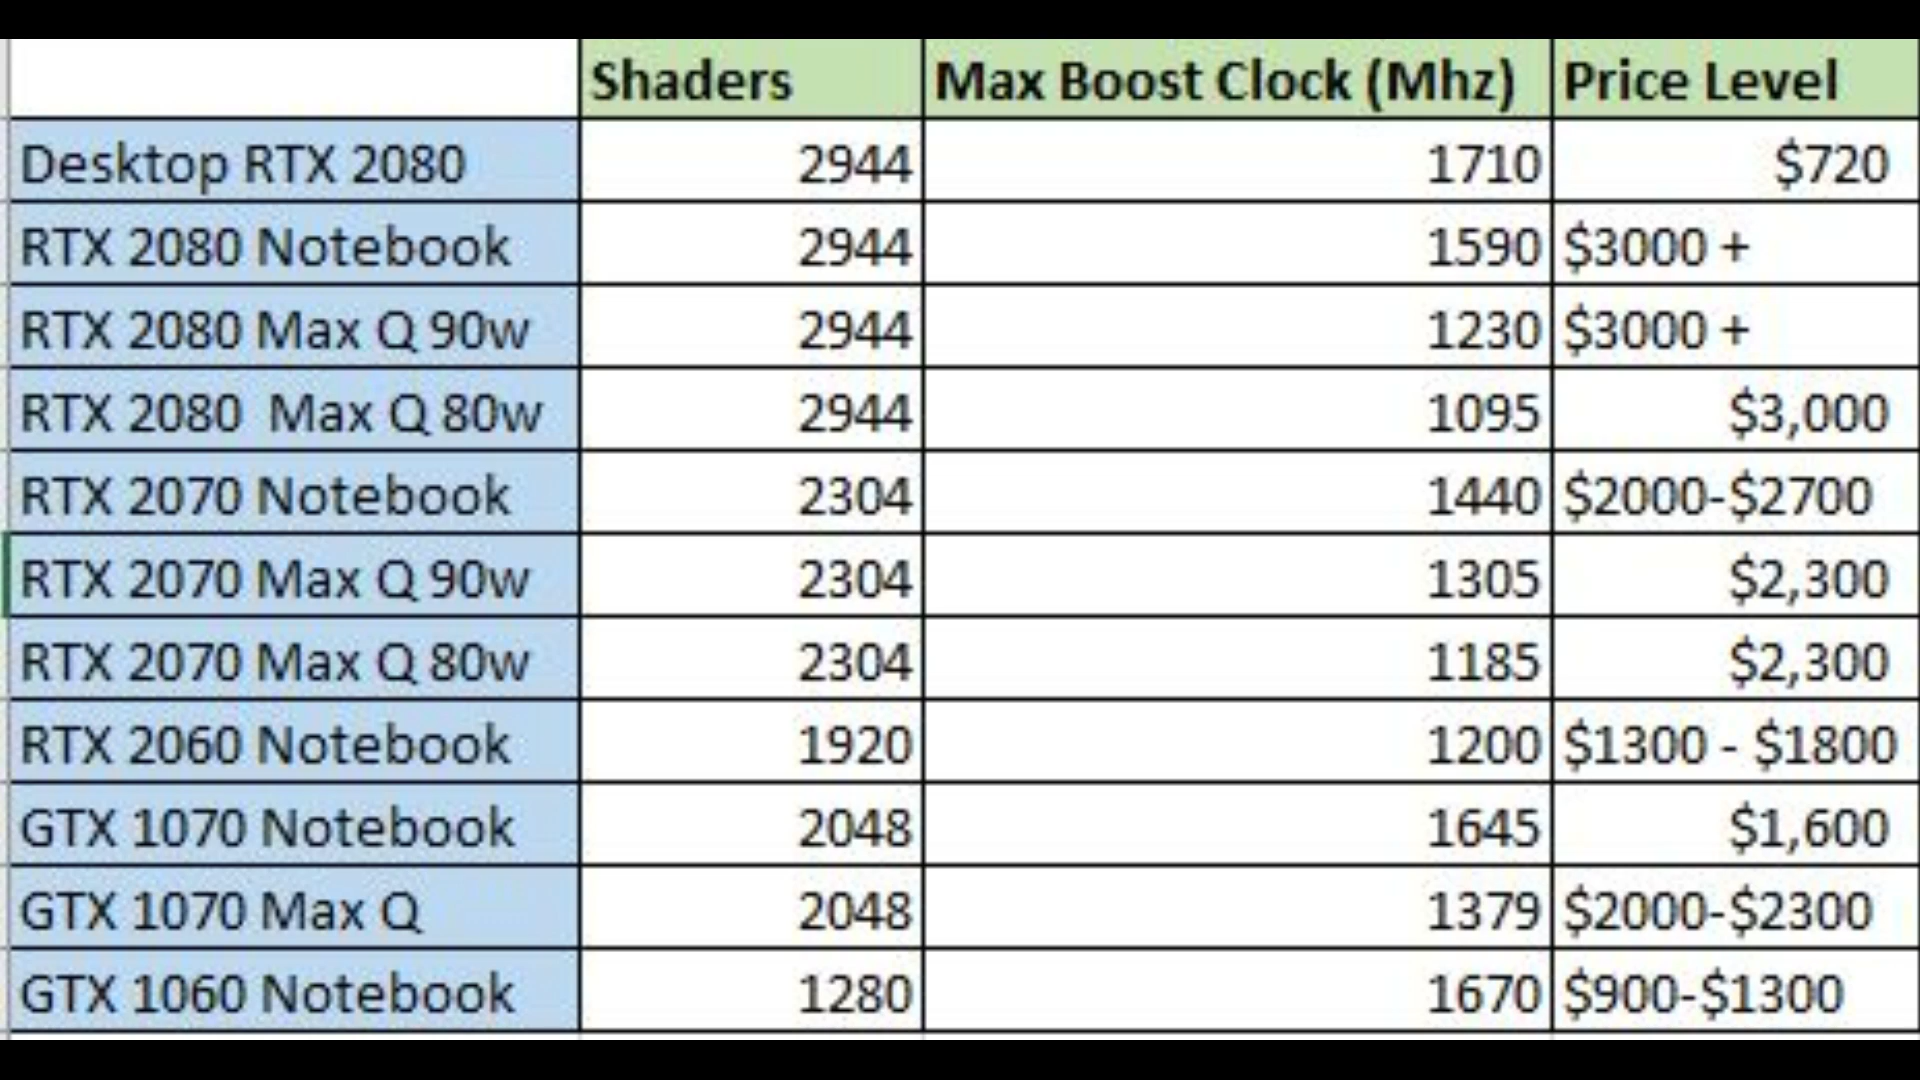 Shaders Max Boost Clock (Mhz) Price Level
Desktop RTX 2080 2944 1710 $720
RTX 2080 Notebook 2944 1590 $3000 +
RTX 2080 Max Q 90w 2944 1230 $3000 +
RTX 2080  Max Q 80w 2944 1095 $3,000
RTX 2070 Notebook 2304 1440 $2000-$2700
RTX 2070 Max Q 90w 2304 1305 $2,300
RTX 2070 Max Q 80w 2304 1185 $2,300
RTX 2060 Notebook 1920 1200 $1300 - $1800
GTX 1070 Notebook 2048 1645 $1,600
GTX 1070 Max Q 2048 1379 $2000-$2300
GTX 1060 Notebook 1280 1670 $900-$1300